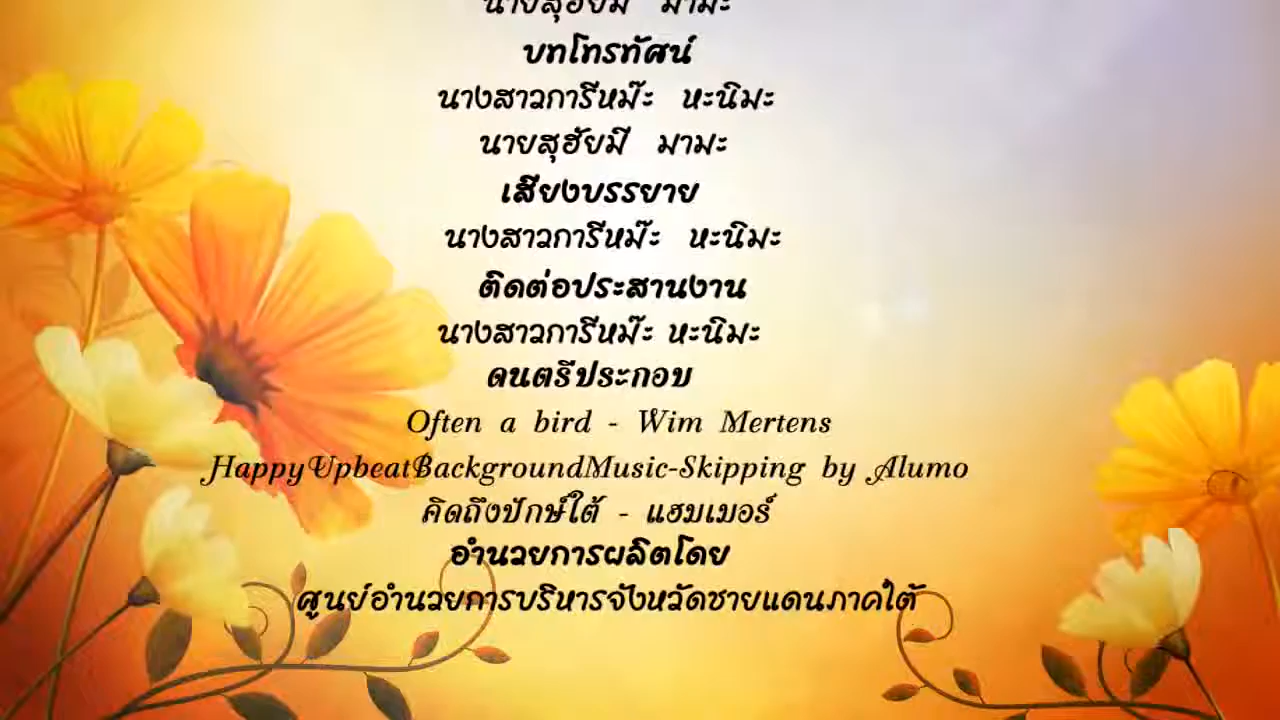 นายสุฮัยมี มามะ
บทโทรทัศน์
นางสาวการีหม๊ะ หะนิมะ
นายสุฮัยมี มามะ
เสียงบรรยาย
นางสาวการีหม๊ะ หะนิมะ
ติดต่อประสานงาน
นางสาวการีหม๊ะ หะนิมะ
ดนตรีประกอบ
Often a bird - Wim Mertens
HappyUpbeatBackgroundMusic-Skipping by Alumo
คิดถึงปักษ์ใต้ - แฮมเมอร์
อำนวยการผลิตโดย
ศูนย์อำนวยการบริหารจังหวัดชายแดนภาคใต้